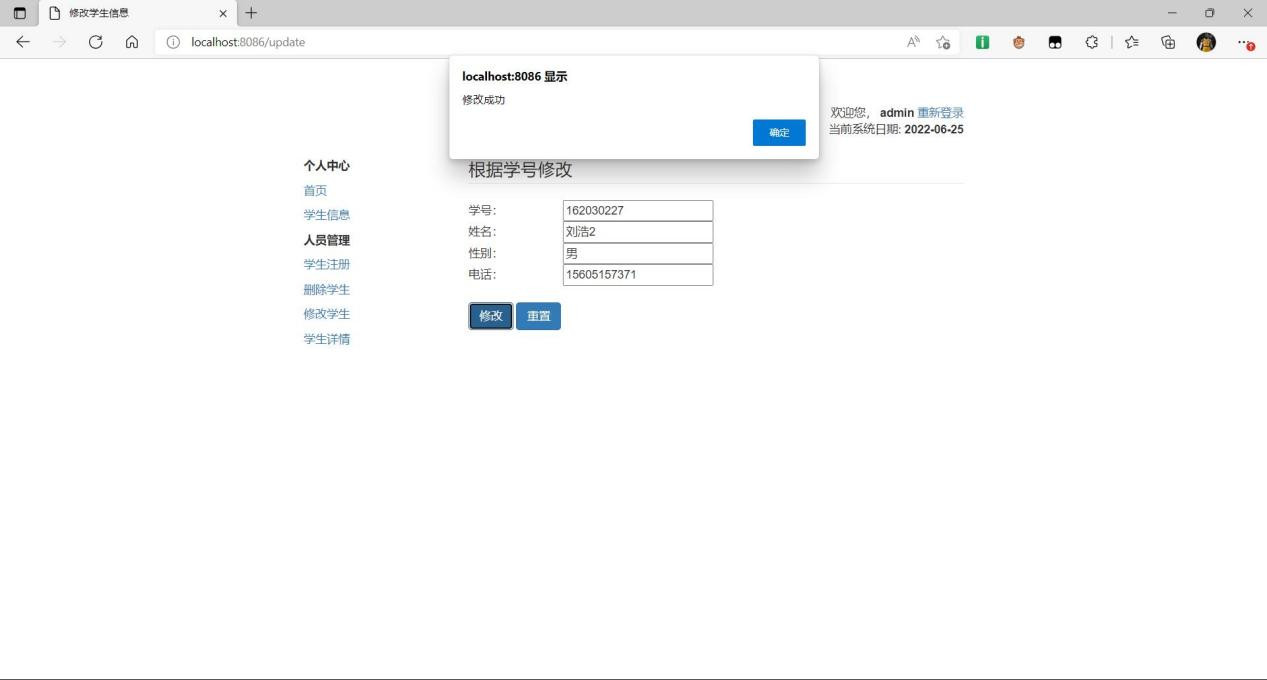 修改学生信息
localhost:8086/update
localhost:8086 显示
修改成功
确定
欢迎您， admin 重新登录
当前系统日期: 2022-06-25
个人中心
首页
学生信息
人员管理
学生注册
删除学生
修改学生
学生详情
根据学号修改
学号: 162030227
姓名: 刘浩2
性别: 男
电话: 15605157371
修改 重置